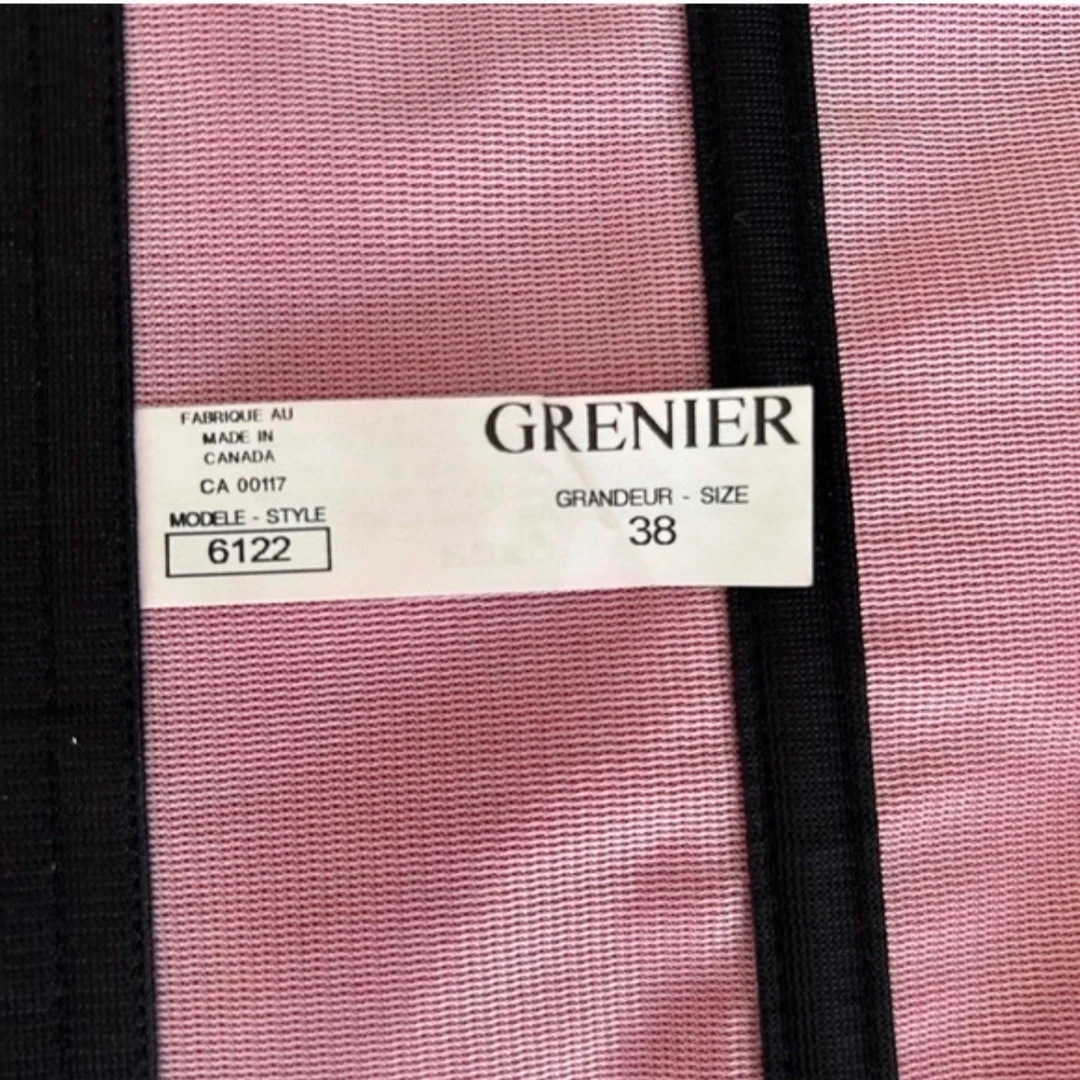 FABRIQUE AU
MADE IN
CANADA
CA 00117
MODELE - STYLE
6122
GRENIER
GRANDEUR - SIZE
38